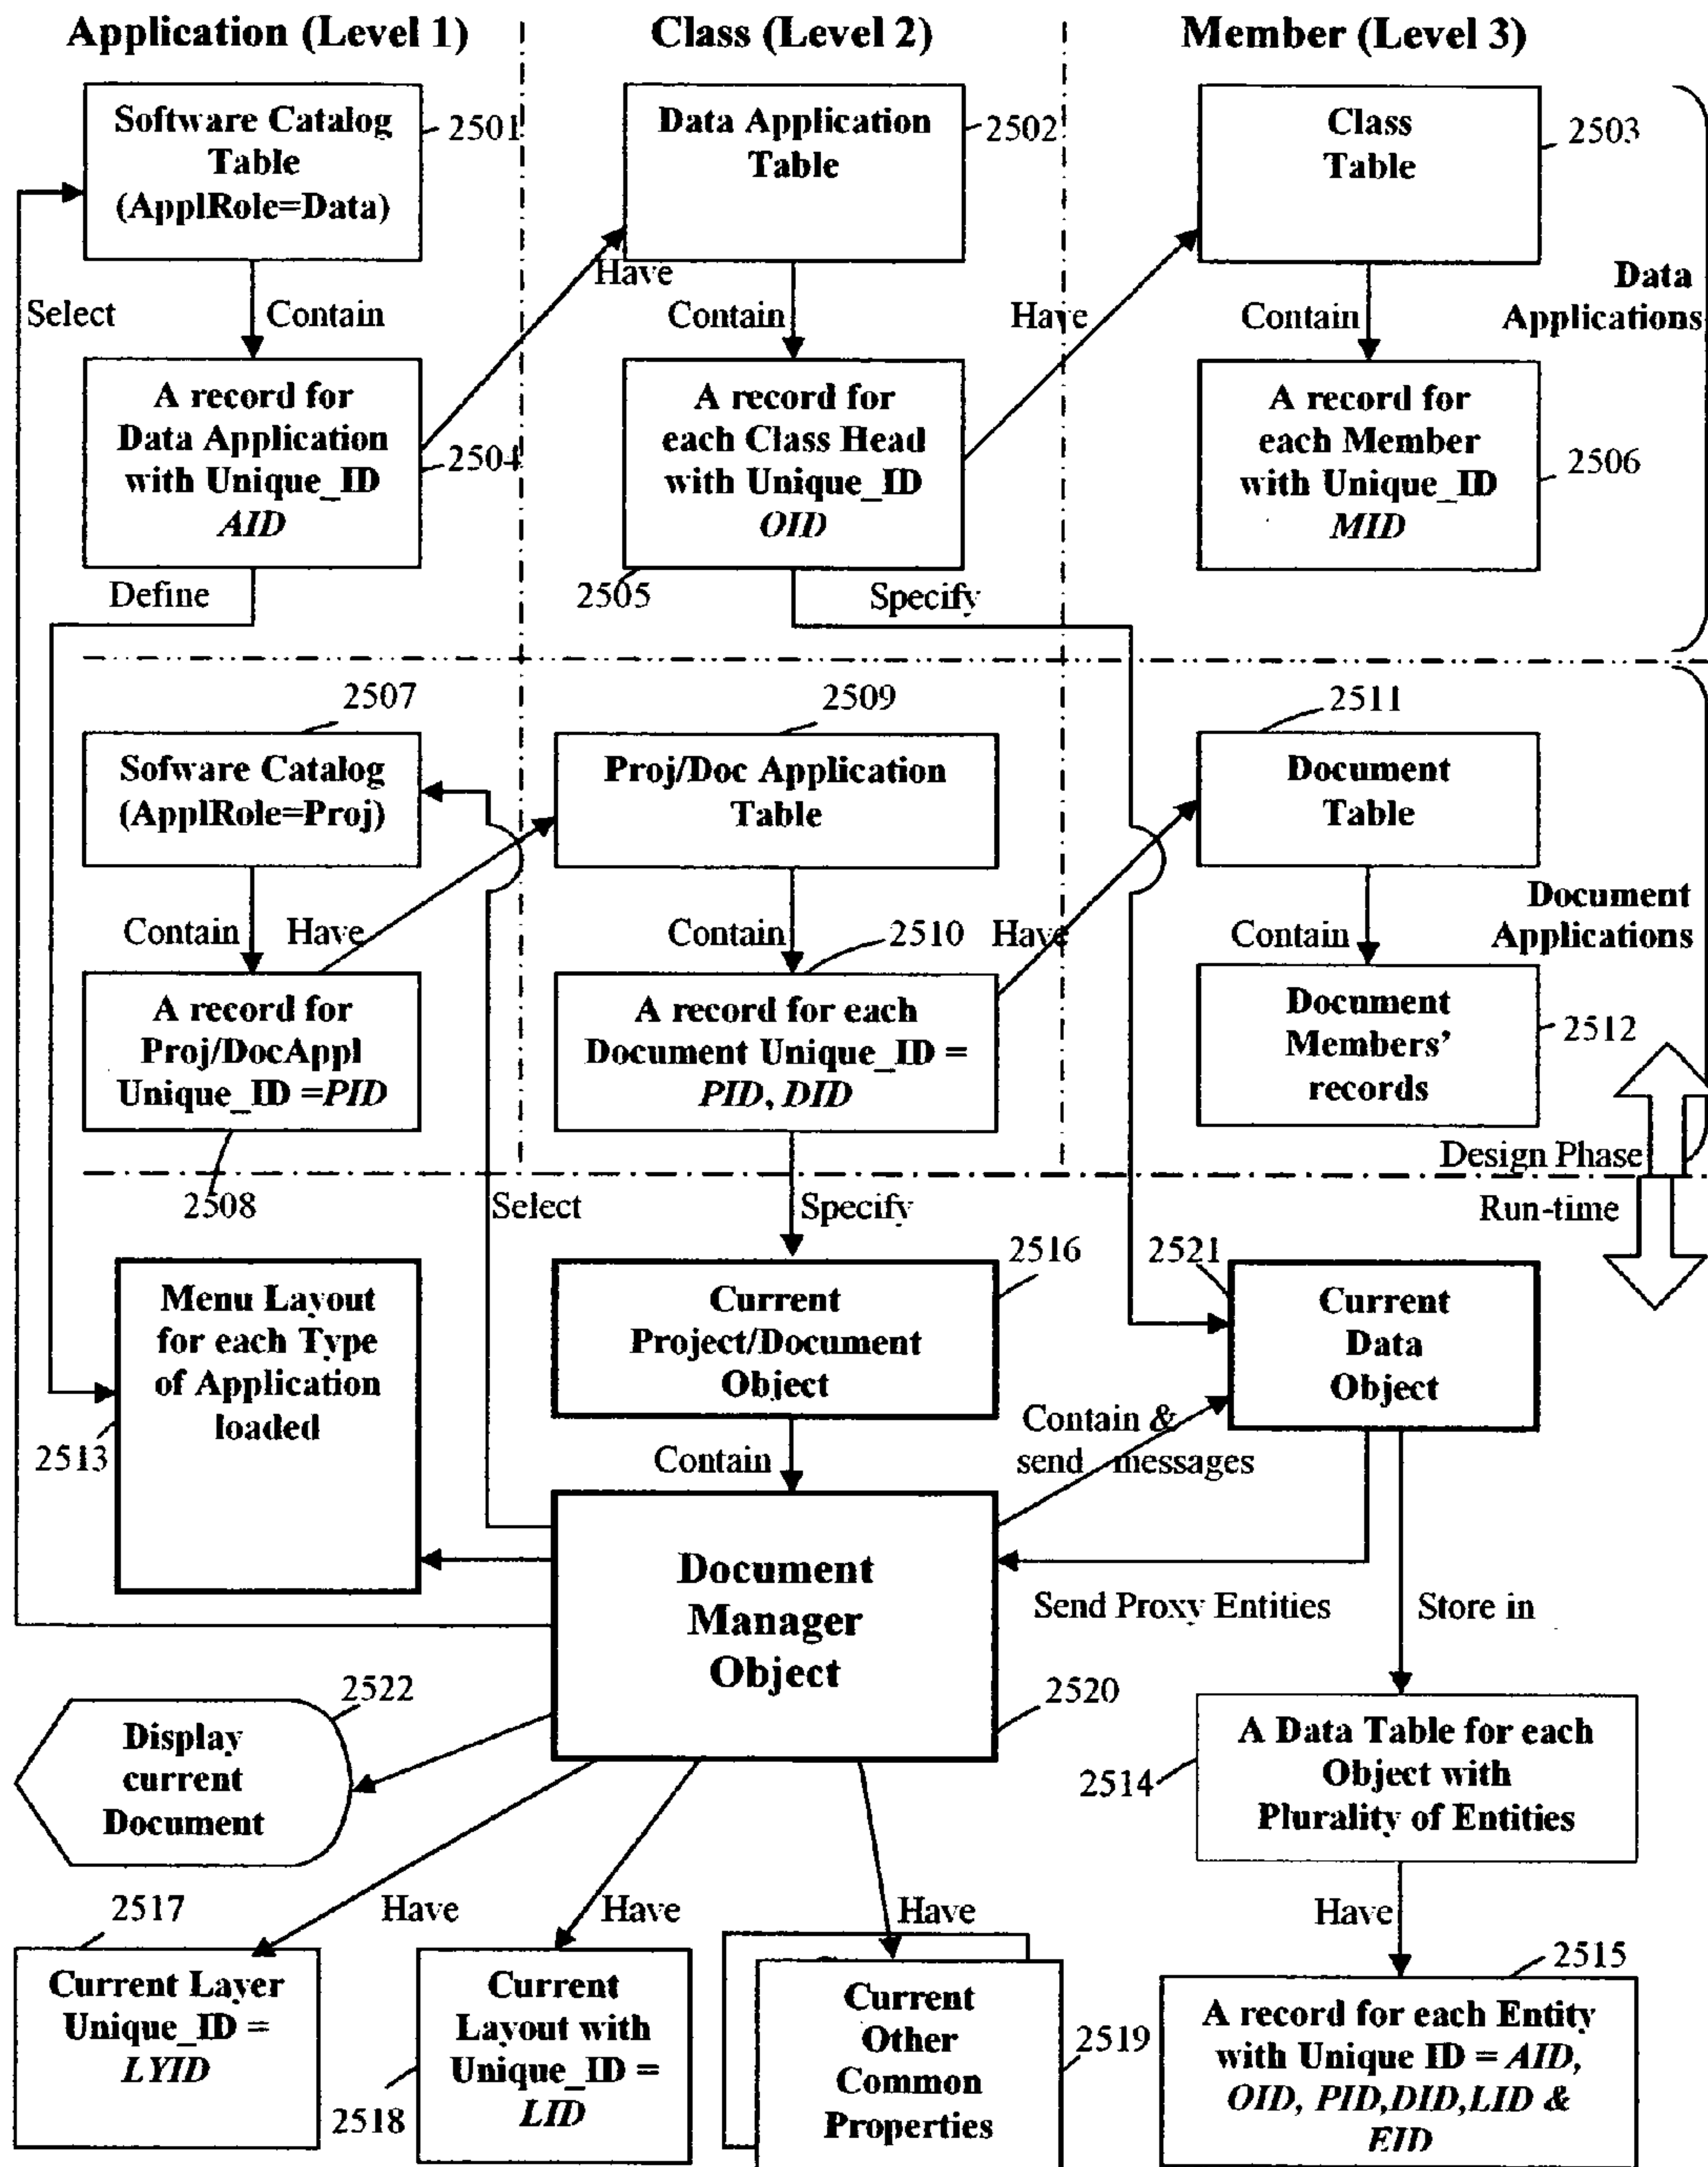 Application (Level 1)
Class (Level 2)
Member (Level 3)
Software Catalog
Table
(ApplRole=Data)
2501
Data Application
Table
2502
Class
Table
2503
Have
Data
Applications
Select
Contain
Contain
Have
Contain
A record for
Data Application
with Unique_ID
AID
2504
A record for
each Class Head
with Unique_ID
OID
A record for
each Member
with Unique_ID
MID
2506
Define
2505
Specify
2507
2509
2511
Sofware Catalog
(ApplRole=Proj)
Proj/Doc Application
Table
Document
Table
Document
Applications
Contain
Have
Contain
2510
Have
Contain
A record for
Proj/DocAppl
Unique_ID =PID
A record for each
Document Unique_ID =
PID, DID
Document
Members'
records
2512
Design Phase
2508
Select
Specify
Run-time
2516
2521
Menu Layout
for each Type
of Application
loaded
2513
Current
Project/Document
Object
Current
Data
Object
Contain
Contain &
send messages
Document
Manager
Object
Send Proxy Entities
Store in
2520
2522
Display
current
Document
A Data Table for each
Object with
Plurality of Entities
2514
2517
Have
Have
Have
Have
2515
Current Layer
Unique_ID =
LYID
Current
Layout with
Unique_ID =
LID
2518
Current
Other
Common
Properties
2519
A record for each Entity
with Unique ID = AID,
OID, PID,DID,LID &
EID